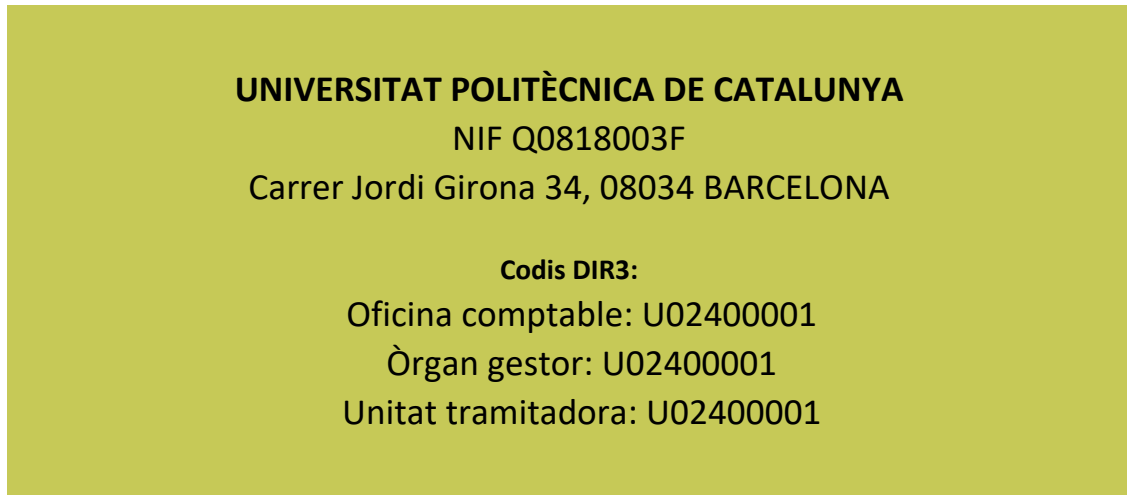 UNIVERSITAT POLITÈCNICA DE CATALUNYA
NIF Q0818003F
Carrer Jordi Girona 34, 08034 BARCELONA
Codis DIR3:
Oficina comptable: U02400001
Òrgan gestor: U02400001
Unitat tramitadora: U02400001